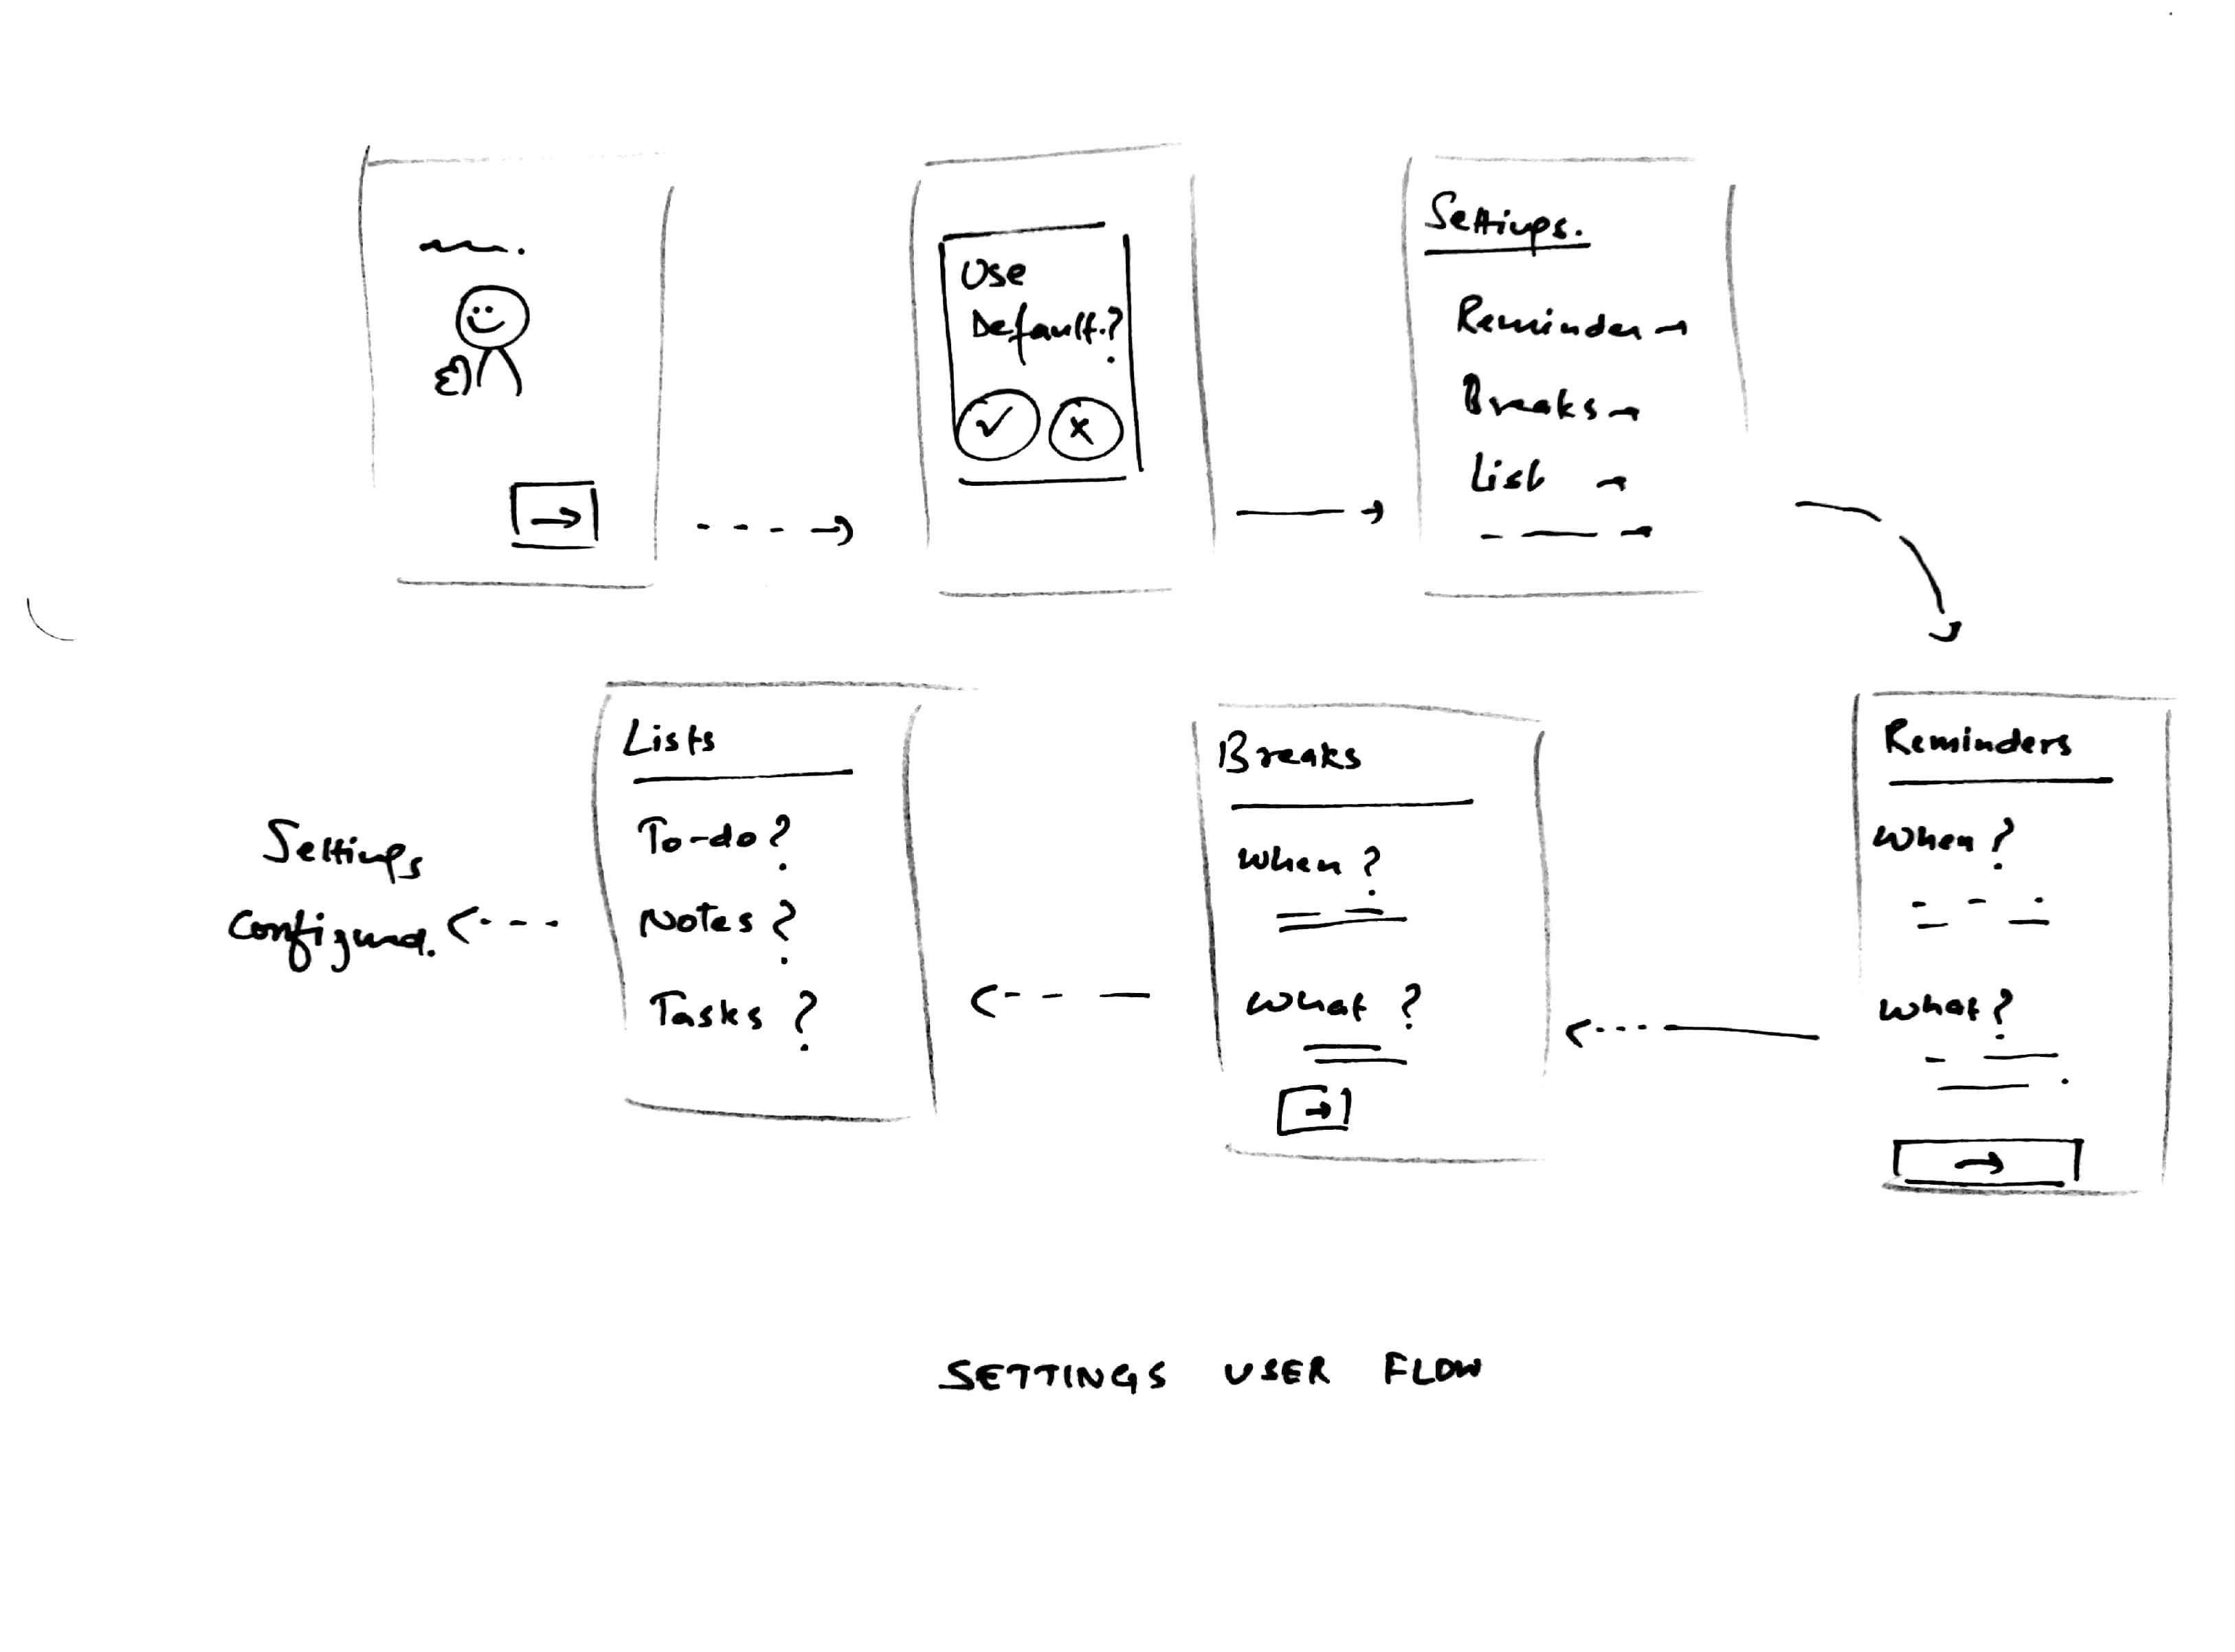 Use
Default?
Settings.
Reminder →
Breaks →
List →
Reminders
When?
What?
Breaks
When?
What?
Lists
To-do?
Notes?
Tasks?
Settings
Configured.
SETTINGS USER FLOW